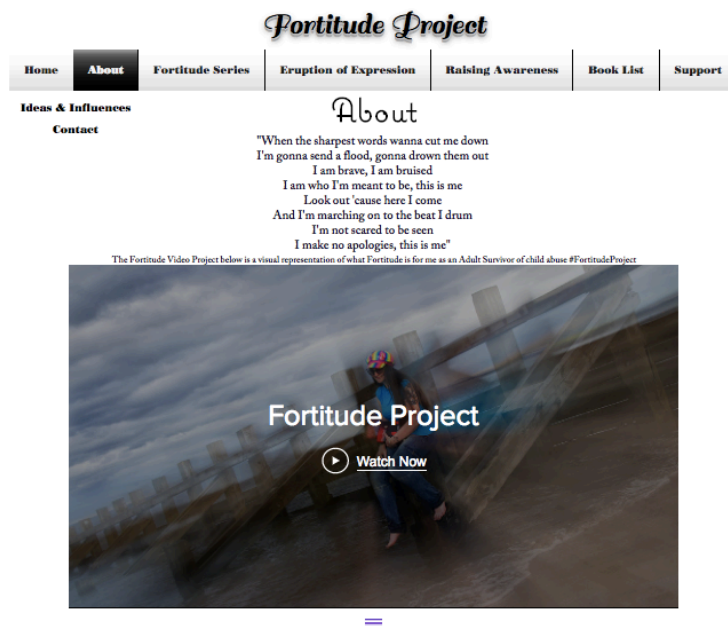 Fortitude Project
Home About Fortitude Series Eruption of Expression Raising Awareness Book List Support
Ideas & Influences
Contact
About
"When the sharpest words wanna cut me down
I'm gonna send a flood, gonna drown them out
I am brave, I am bruised
I am who I'm meant to be, this is me
Look out 'cause here I come
And I'm marching on to the beat I drum
I'm not scared to be seen
I make no apologies, this is me"
The Fortitude Video Project below is a visual representation of what Fortitude is for me as an Adult Survivor of child abuse #FortitudeProject
Fortitude Project
Watch Now